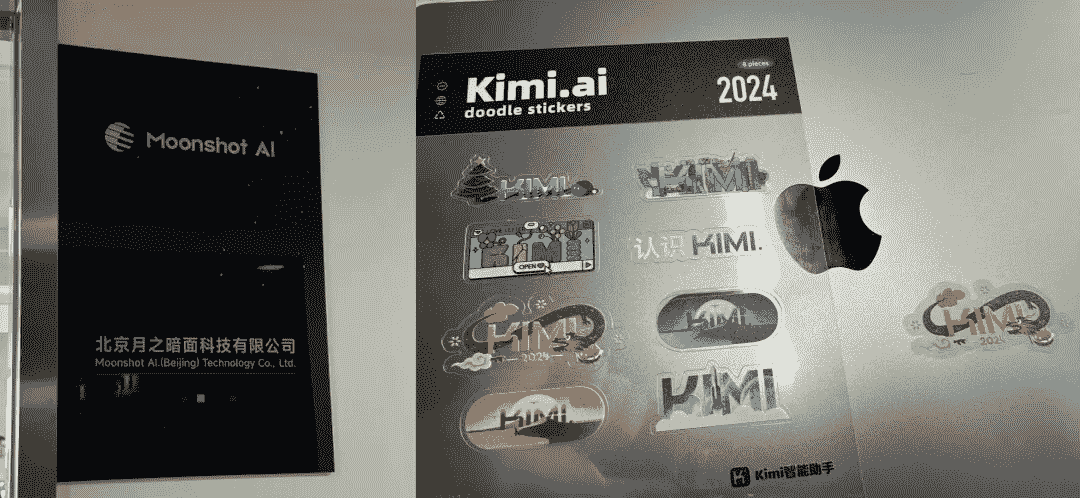 Moonshot AI
北京月之暗面科技有限公司
Moonshot AI (Beijing) Technology Co., Ltd.
Kimi.ai
doodle stickers
8 pieces
2024
KIMI
KIMI
KIMI
OPEN
认识 KIMI.
KIMI
2024
KIMI
KIMI
KIMI
Kimi智能助手
KIMI
2024